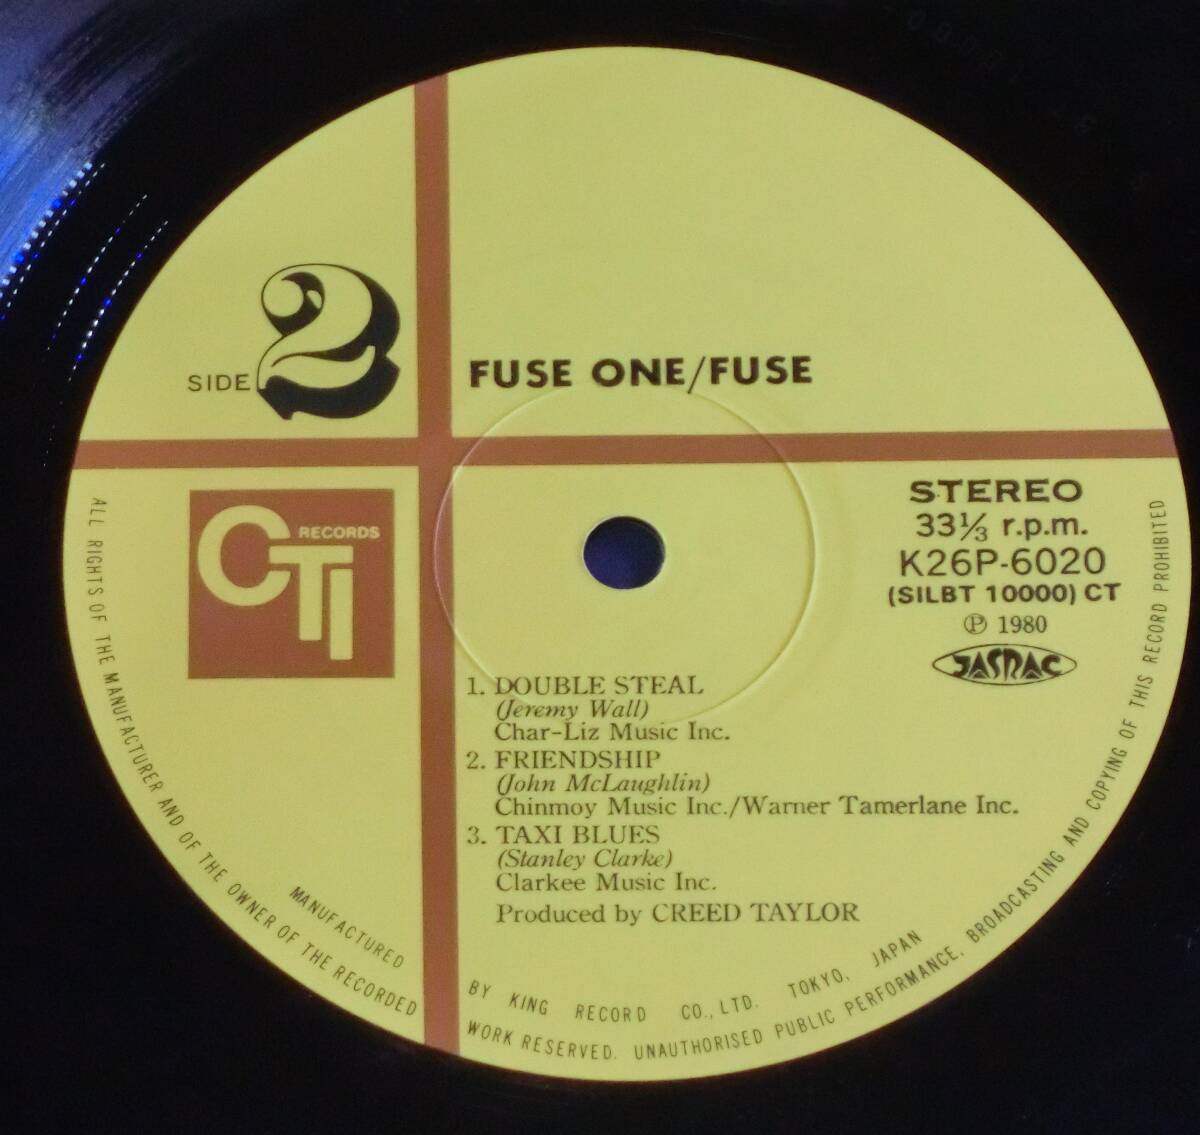 SIDE 2
FUSE ONE/FUSE
CTI RECORDS
STEREO
33⅓ r.p.m.
K26P-6020
(SILBT 10000) CT
Ⓟ 1980
JASRAC
1. DOUBLE STEAL
(Jeremy Wall)
Char-Liz Music Inc.
2. FRIENDSHIP
(John McLaughlin)
Chinmoy Music Inc./Warner Tamerlane Inc.
3. TAXI BLUES
(Stanley Clarke)
Clarkee Music Inc.
Produced by CREED TAYLOR
MANUFACTURED BY KING RECORD CO., LTD. TOKYO, JAPAN
ALL RIGHTS OF THE MANUFACTURER AND OF THE OWNER OF THE RECORDED WORK RESERVED. UNAUTHORISED PUBLIC PERFORMANCE, BROADCASTING AND COPYING OF THIS RECORD PROHIBITED